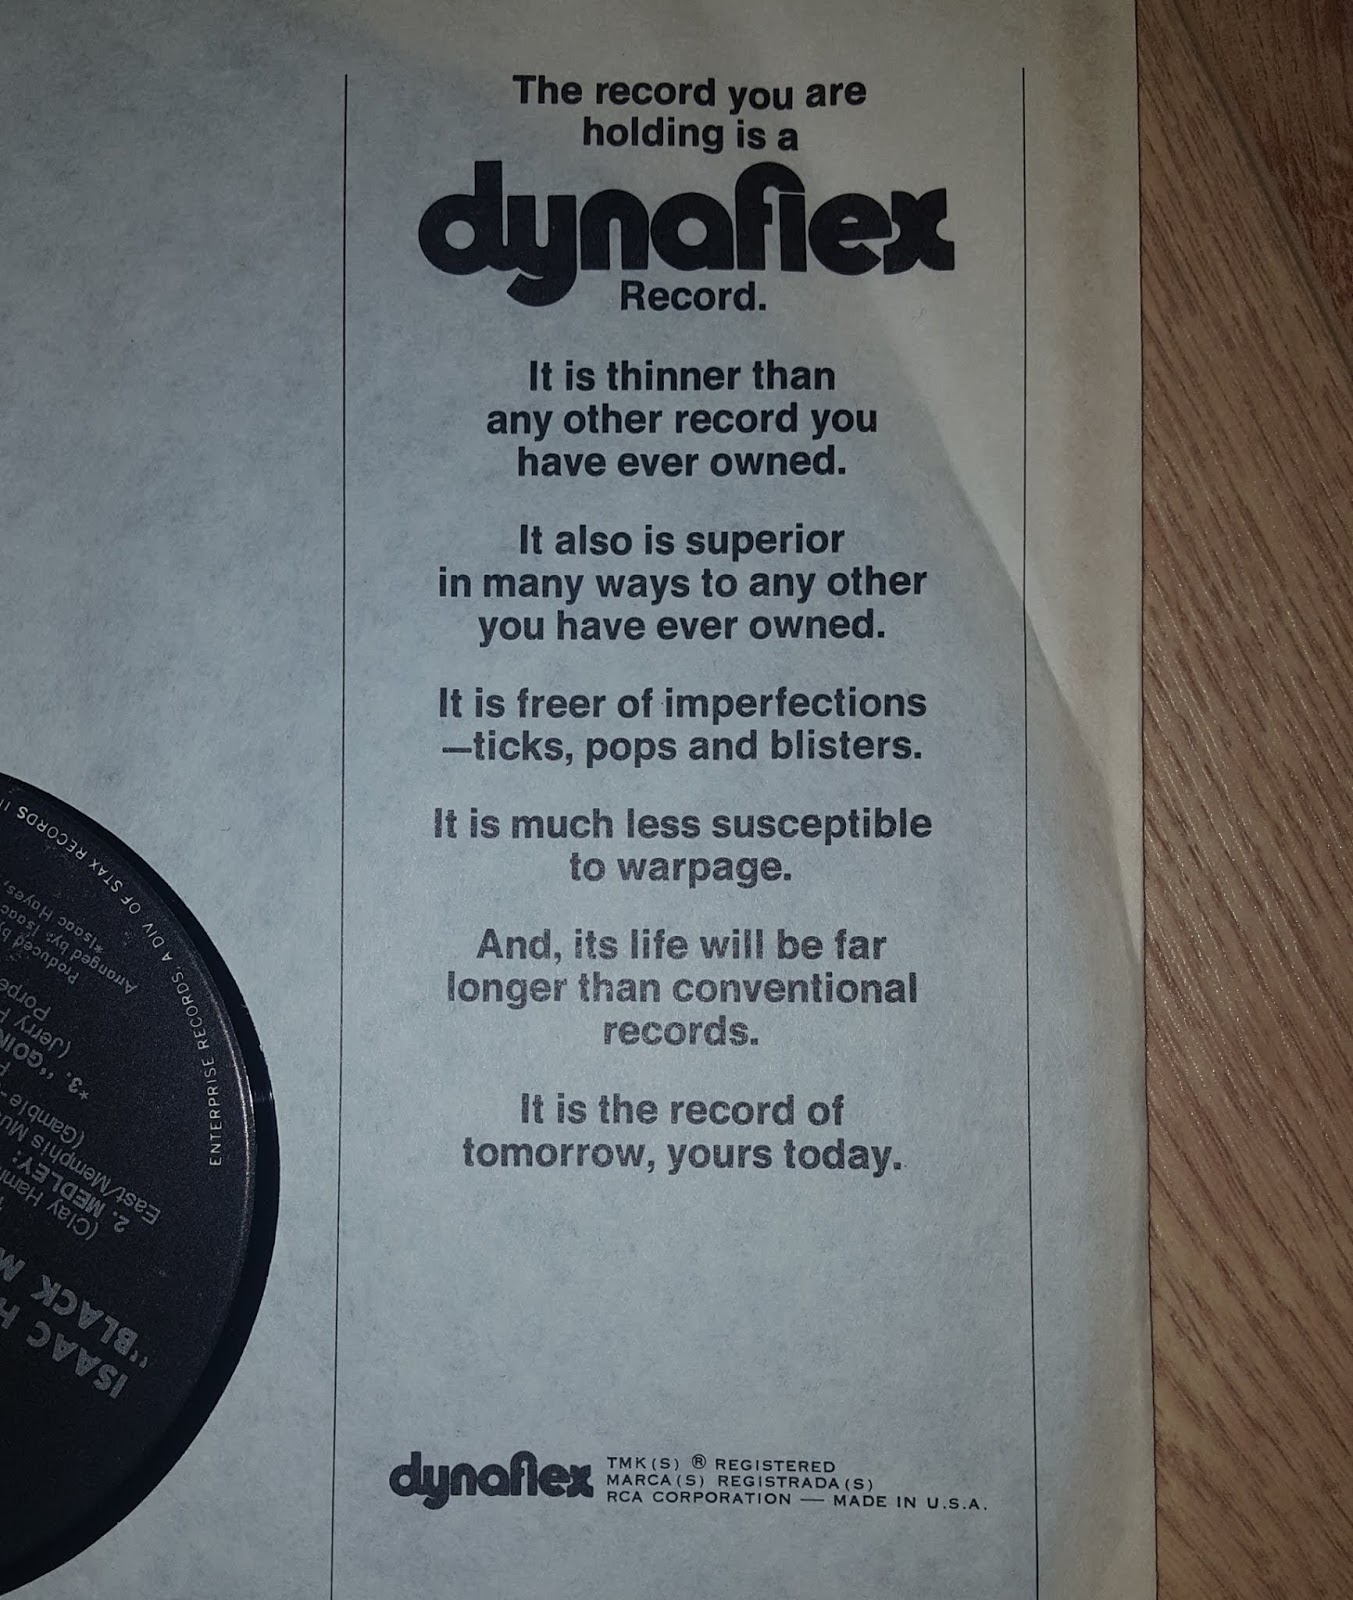 The record you are
holding is a
dynaflex
Record.
It is thinner than
any other record you
have ever owned.
It also is superior
in many ways to any other
you have ever owned.
It is freer of imperfections
—ticks, pops and blisters.
It is much less susceptible
to warpage.
And, its life will be far
longer than conventional
records.
It is the record of
tomorrow, yours today.
dynaflex
TMK(S) ® REGISTERED
MARCA(S) REGISTRADA(S)
RCA CORPORATION — MADE IN U.S.A.
ISAAC
"BLACK
2. MEDLEY:
(Clay
East/Memphis
(Gamble-
*3.
(Jerry
Produced by
Arranged by: Isaac
*Isaac Hayes,
ENTERPRISE RECORDS, A DIV. OF STAX RECORDS